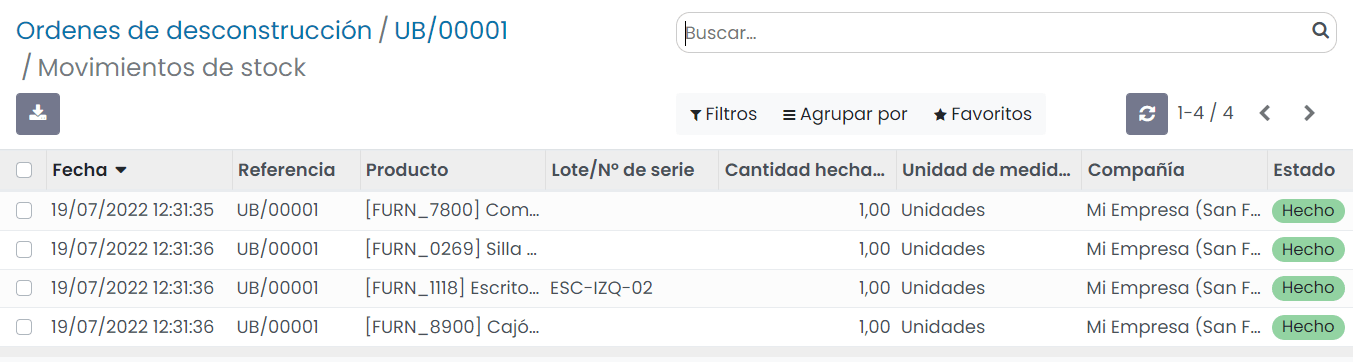 Ordenes de desconstrucción / UB/00001
/ Movimientos de stock
Buscar...
Filtros Agrupar por Favoritos 1-4 / 4
Fecha Referencia Producto Lote/Nº de serie Cantidad hecha... Unidad de medid... Compañía Estado
19/07/2022 12:31:35 UB/00001 [FURN_7800] Com... 1,00 Unidades Mi Empresa (San F... Hecho
19/07/2022 12:31:36 UB/00001 [FURN_0269] Silla ... 1,00 Unidades Mi Empresa (San F... Hecho
19/07/2022 12:31:36 UB/00001 [FURN_1118] Escrito... ESC-IZQ-02 1,00 Unidades Mi Empresa (San F... Hecho
19/07/2022 12:31:36 UB/00001 [FURN_8900] Cajó... 1,00 Unidades Mi Empresa (San F... Hecho